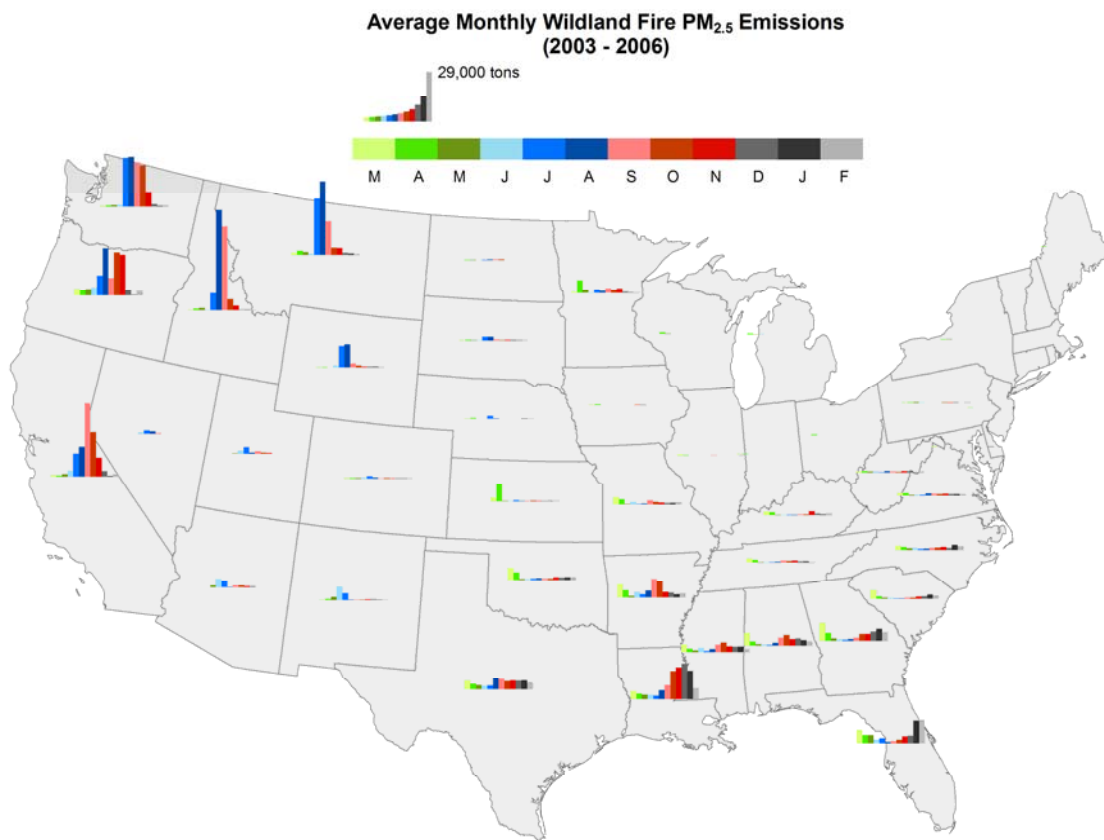 Average Monthly Wildland Fire PM2.5 Emissions
(2003 - 2006)
29,000 tons
M A M J J A S O N D J F